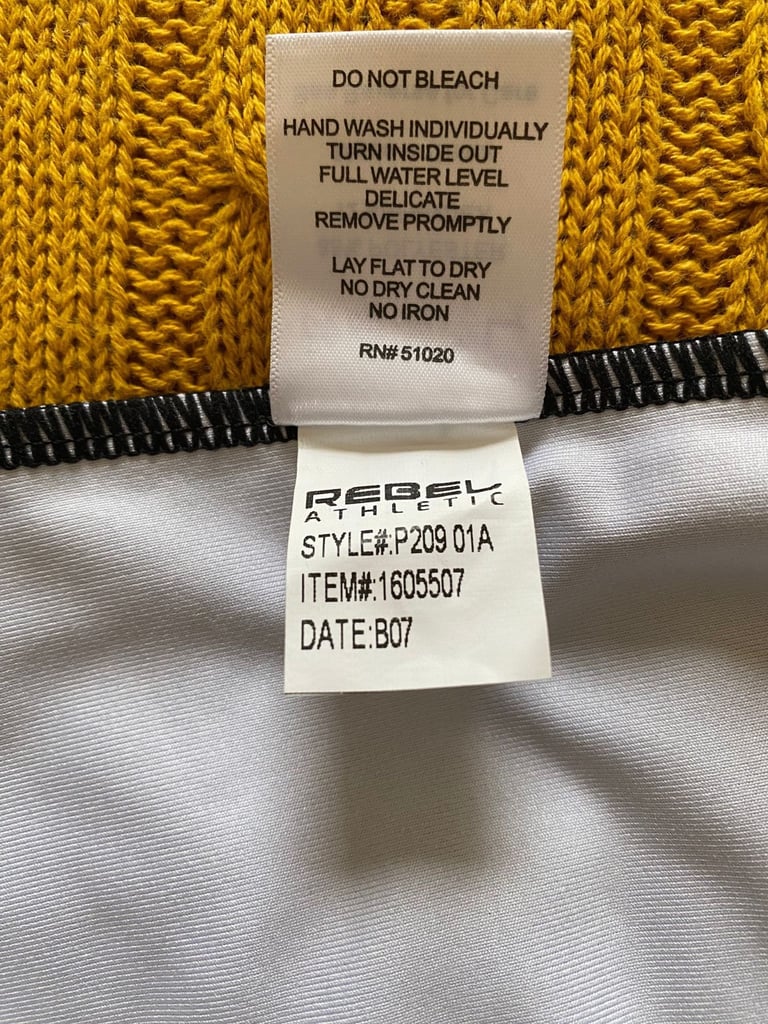 DO NOT BLEACH
HAND WASH INDIVIDUALLY
TURN INSIDE OUT
FULL WATER LEVEL
DELICATE
REMOVE PROMPTLY
LAY FLAT TO DRY
NO DRY CLEAN
NO IRON
RN# 51020
REBEL
ATHLETIC
STYLE#:P209 01A
ITEM#:1605507
DATE:B07